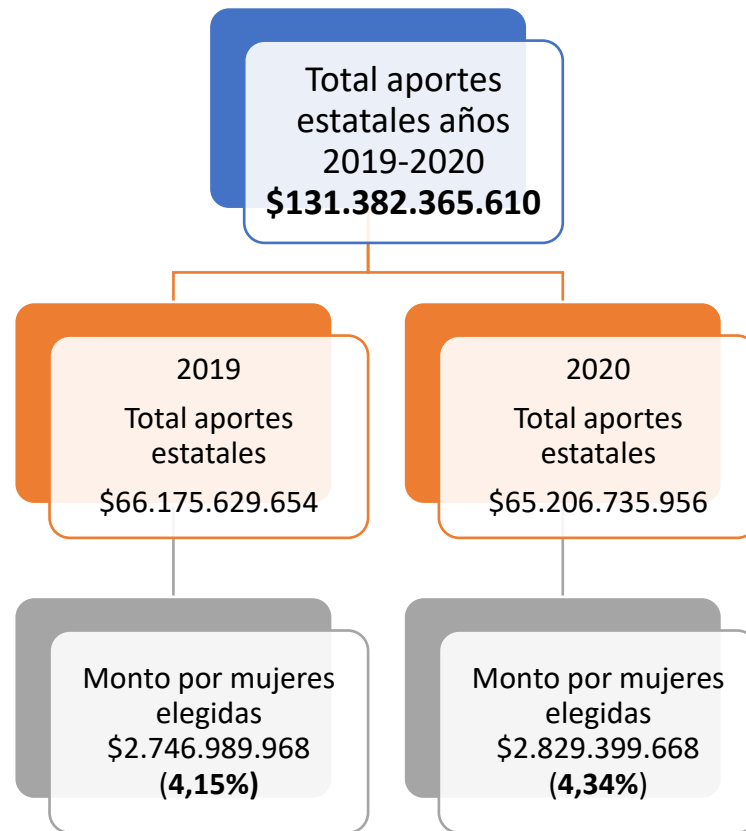 Total aportes
estatales años
2019-2020
$131.382.365.610
2019
Total aportes
estatales
$66.175.629.654
2020
Total aportes
estatales
$65.206.735.956
Monto por mujeres
elegidas
$2.746.989.968
(4,15%)
Monto por mujeres
elegidas
$2.829.399.668
(4,34%)